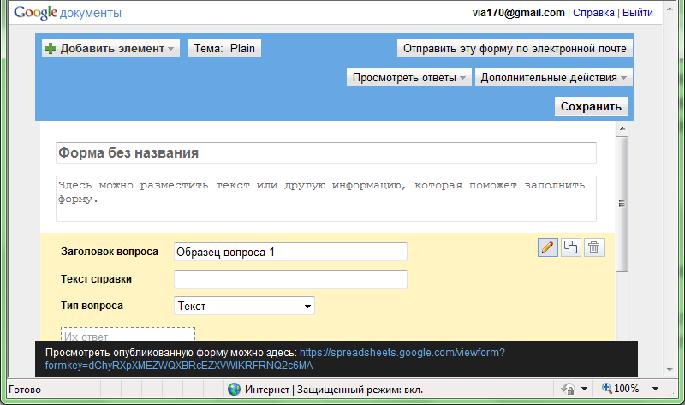 Google документы
via170@gmail.com | Справка | Выйти
Добавить элемент Тема: Plain Отправить эту форму по электронной почте
Просмотреть ответы Дополнительные действия
Сохранить
Форма без названия
Здесь можно разместить текст или другую информацию, которая поможет заполнить
форму.
Заголовок вопроса Образец вопроса 1
Текст справки
Тип вопроса Текст
Их ответ
Просмотреть опубликованную форму можно здесь: https://spreadsheets.google.com/viewform?
Готово Интернет | Защищенный режим: вкл. 100%